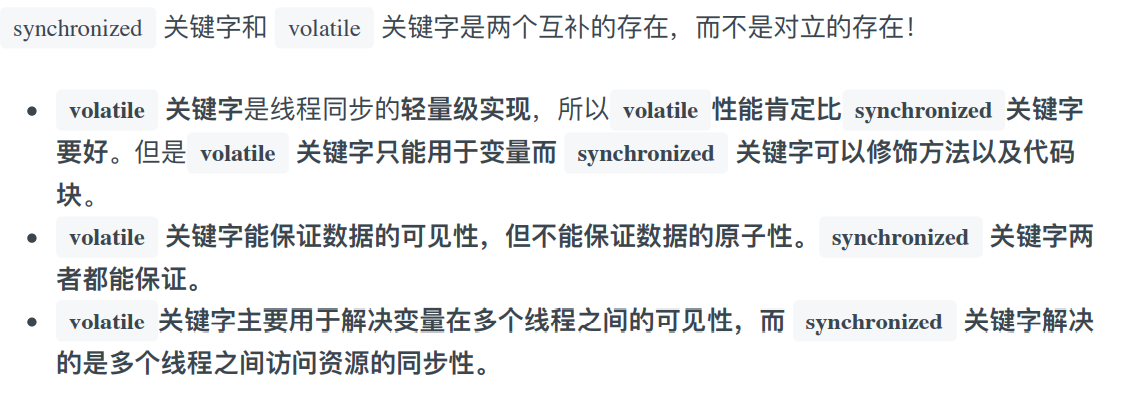 synchronized 关键字和 volatile 关键字是两个互补的存在，而不是对立的存在！
• volatile 关键字是线程同步的轻量级实现，所以 volatile 性能肯定比 synchronized 关键字
要好。但是 volatile 关键字只能用于变量而 synchronized 关键字可以修饰方法以及代码
块。
• volatile 关键字能保证数据的可见性，但不能保证数据的原子性。synchronized 关键字两
者都能保证。
• volatile 关键字主要用于解决变量在多个线程之间的可见性，而 synchronized 关键字解决
的是多个线程之间访问资源的同步性。